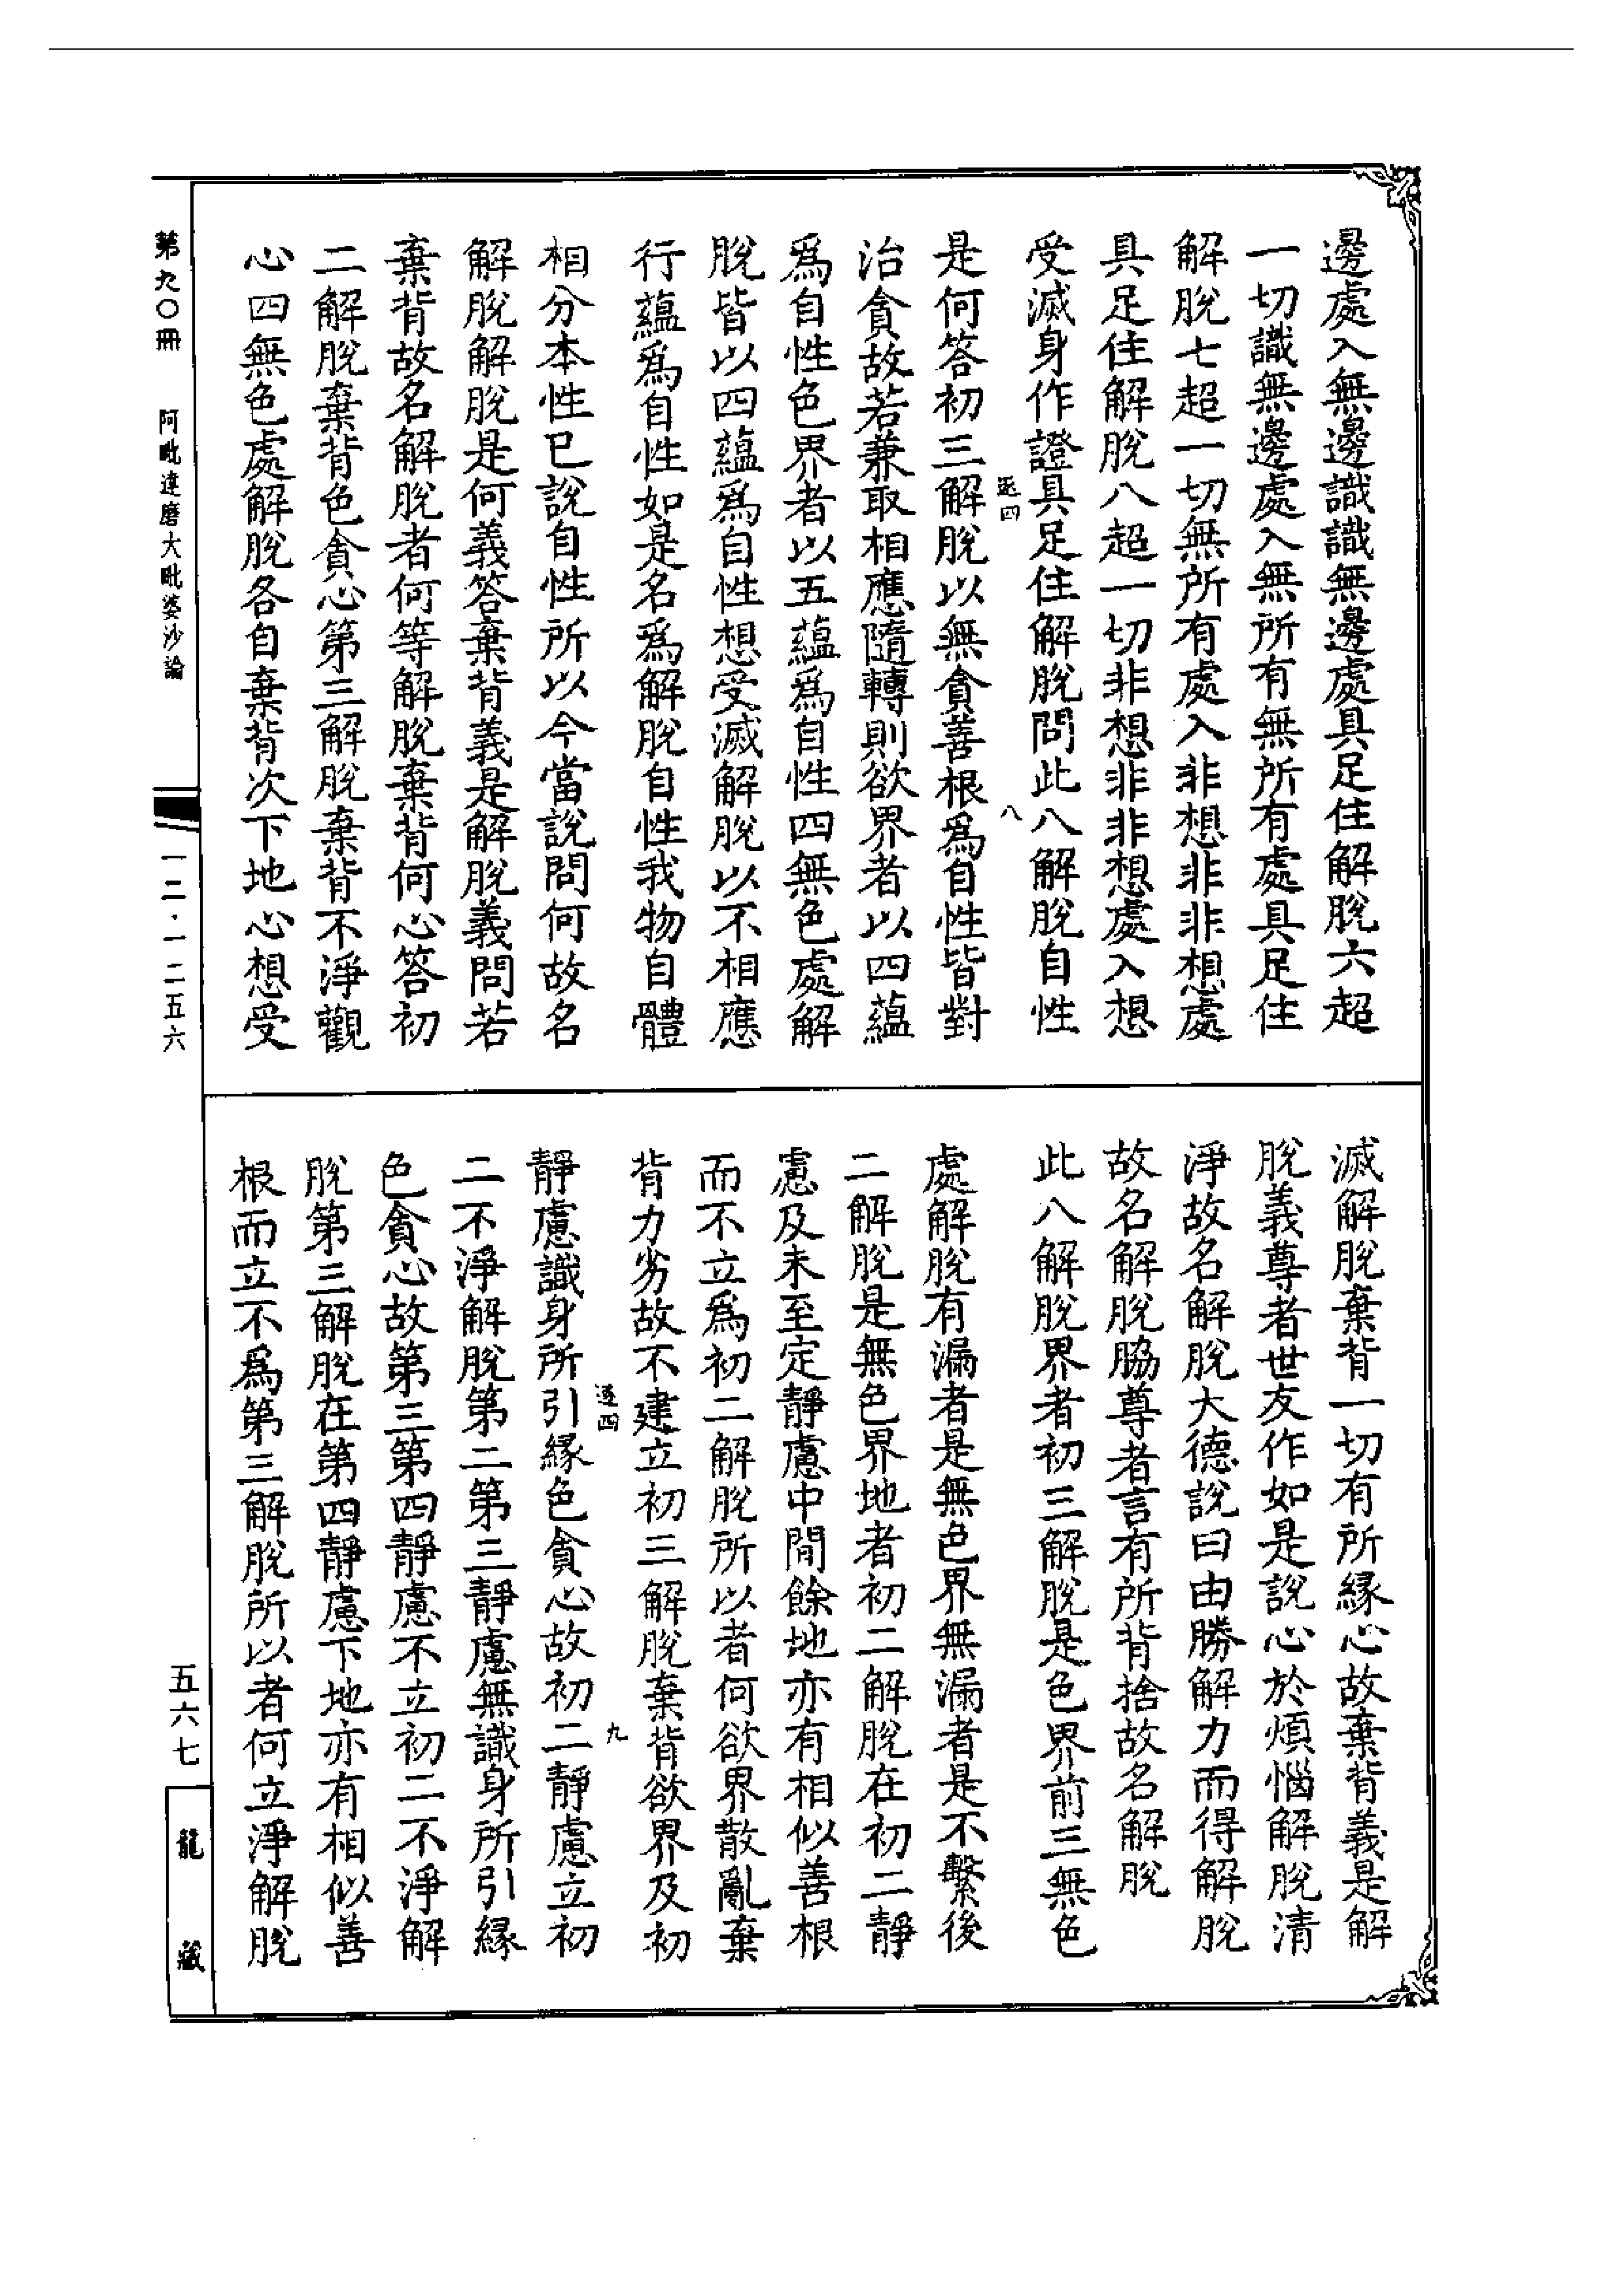 邊處入無邊識識無邊處具足住解脫六超
一切識無邊處入無所有無所有處具足住
解脫七超一切無所有處入非想非非想處
具足住解脫八超一切非想非非想處入想
受滅身作證具足住解脫問此八解脫自性
是何答初三解脫以無貪善根爲自性皆對
治貪故若兼取相應隨轉則欲界者以四蘊
爲自性色界者以五蘊爲自性四無色處解
脫皆以四蘊爲自性想受滅解脫以不相應
行蘊爲自性如是名爲解脫自性我物自體
相分本性已說自性所以今當說問何故名
解脫解脫是何義答棄背義是解脫義問若
棄背故名解脫者何等解脫棄背何心答初
二解脫棄背色貪心第三解脫棄背不淨觀
心四無色處解脫各自棄背次下地心想受
滅解脫棄背一切有所緣心故棄背義是解
脫義尊者世友作如是說心於煩惱解脫清
淨故名解脫大德說曰由勝解力而得解脫
故名解脫脇尊者言有所背捨故名解脫
此八解脫界者初三解脫是色界前三無色
處解脫有漏者是無色界無漏者是不繫後
二解脫是無色界地者初二解脫在初二靜
慮及未至定靜慮中間餘地亦有相似善根
而不立爲初二解脫所以者何欲界散亂棄
背力劣故不建立初三解脫棄背欲界及初
靜慮識身所引緣色貪心故初二靜慮立初
二不淨解脫第二第三靜慮無識身所引緣
色貪心故第三第四靜慮不立初二不淨解
脫第三解脫在第四靜慮下地亦有相似善
根而立不爲第三解脫所以者何立淨解脫
四
八
四
九
第九〇冊 阿毗達磨大毗婆沙論
一二·一二五六
五六七
龍藏